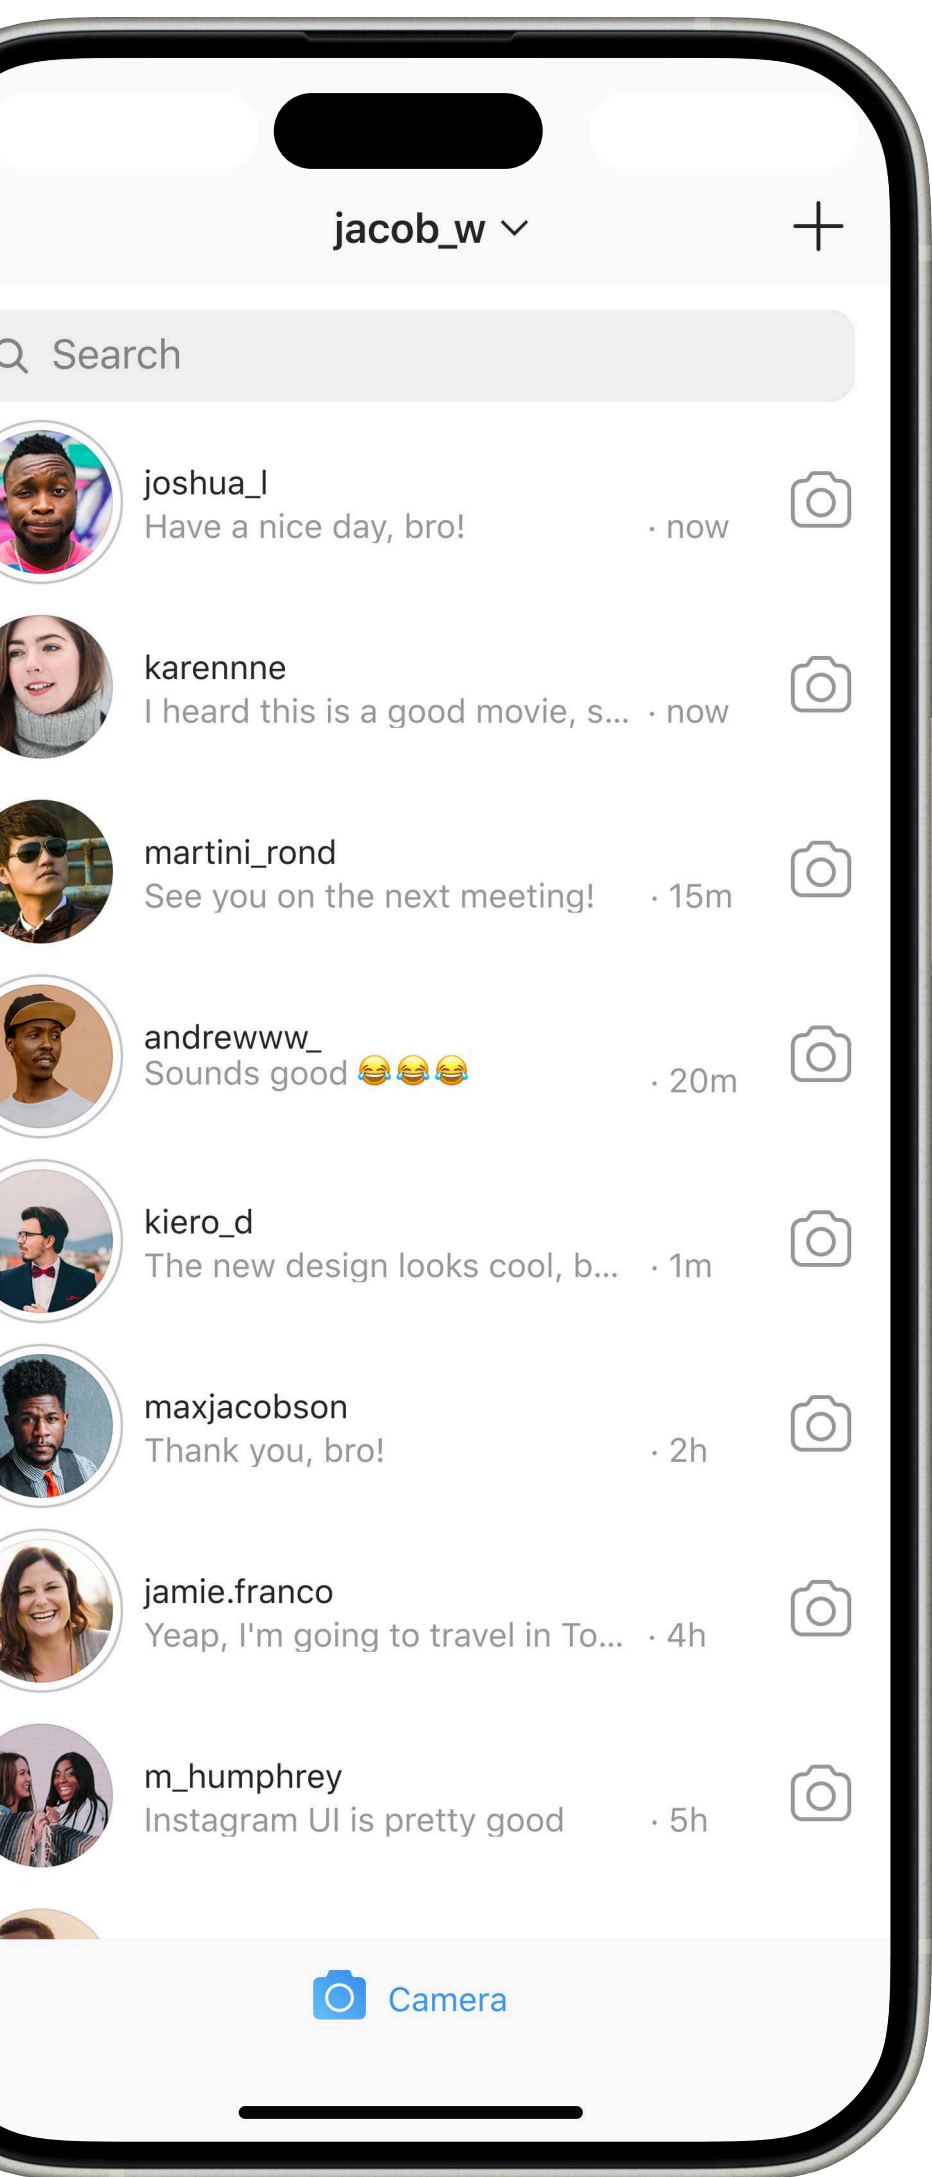 jacob_w
Search
joshua_l
Have a nice day, bro! · now
karennne
I heard this is a good movie, s... · now
martini_rond
See you on the next meeting! · 15m
andrewww_
Sounds good 😂😂😂 · 20m
kiero_d
The new design looks cool, b... · 1m
maxjacobson
Thank you, bro! · 2h
jamie.franco
Yeap, I'm going to travel in To... · 4h
m_humphrey
Instagram UI is pretty good · 5h
Camera